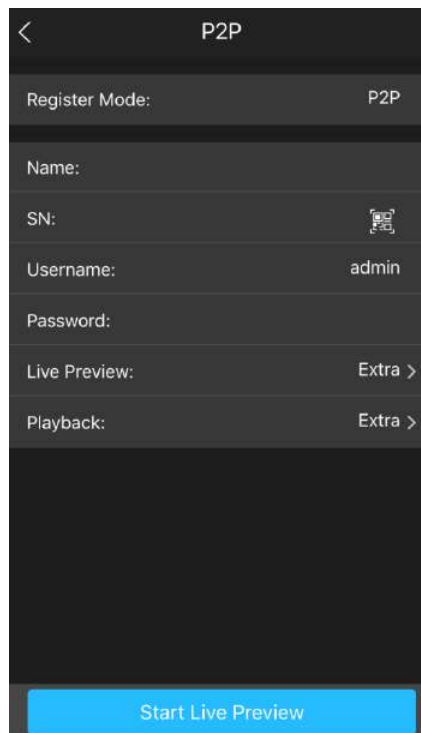 P2P
Register Mode: P2P
Name:
SN:
Username: admin
Password:
Live Preview: Extra >
Playback: Extra >
Start Live Preview